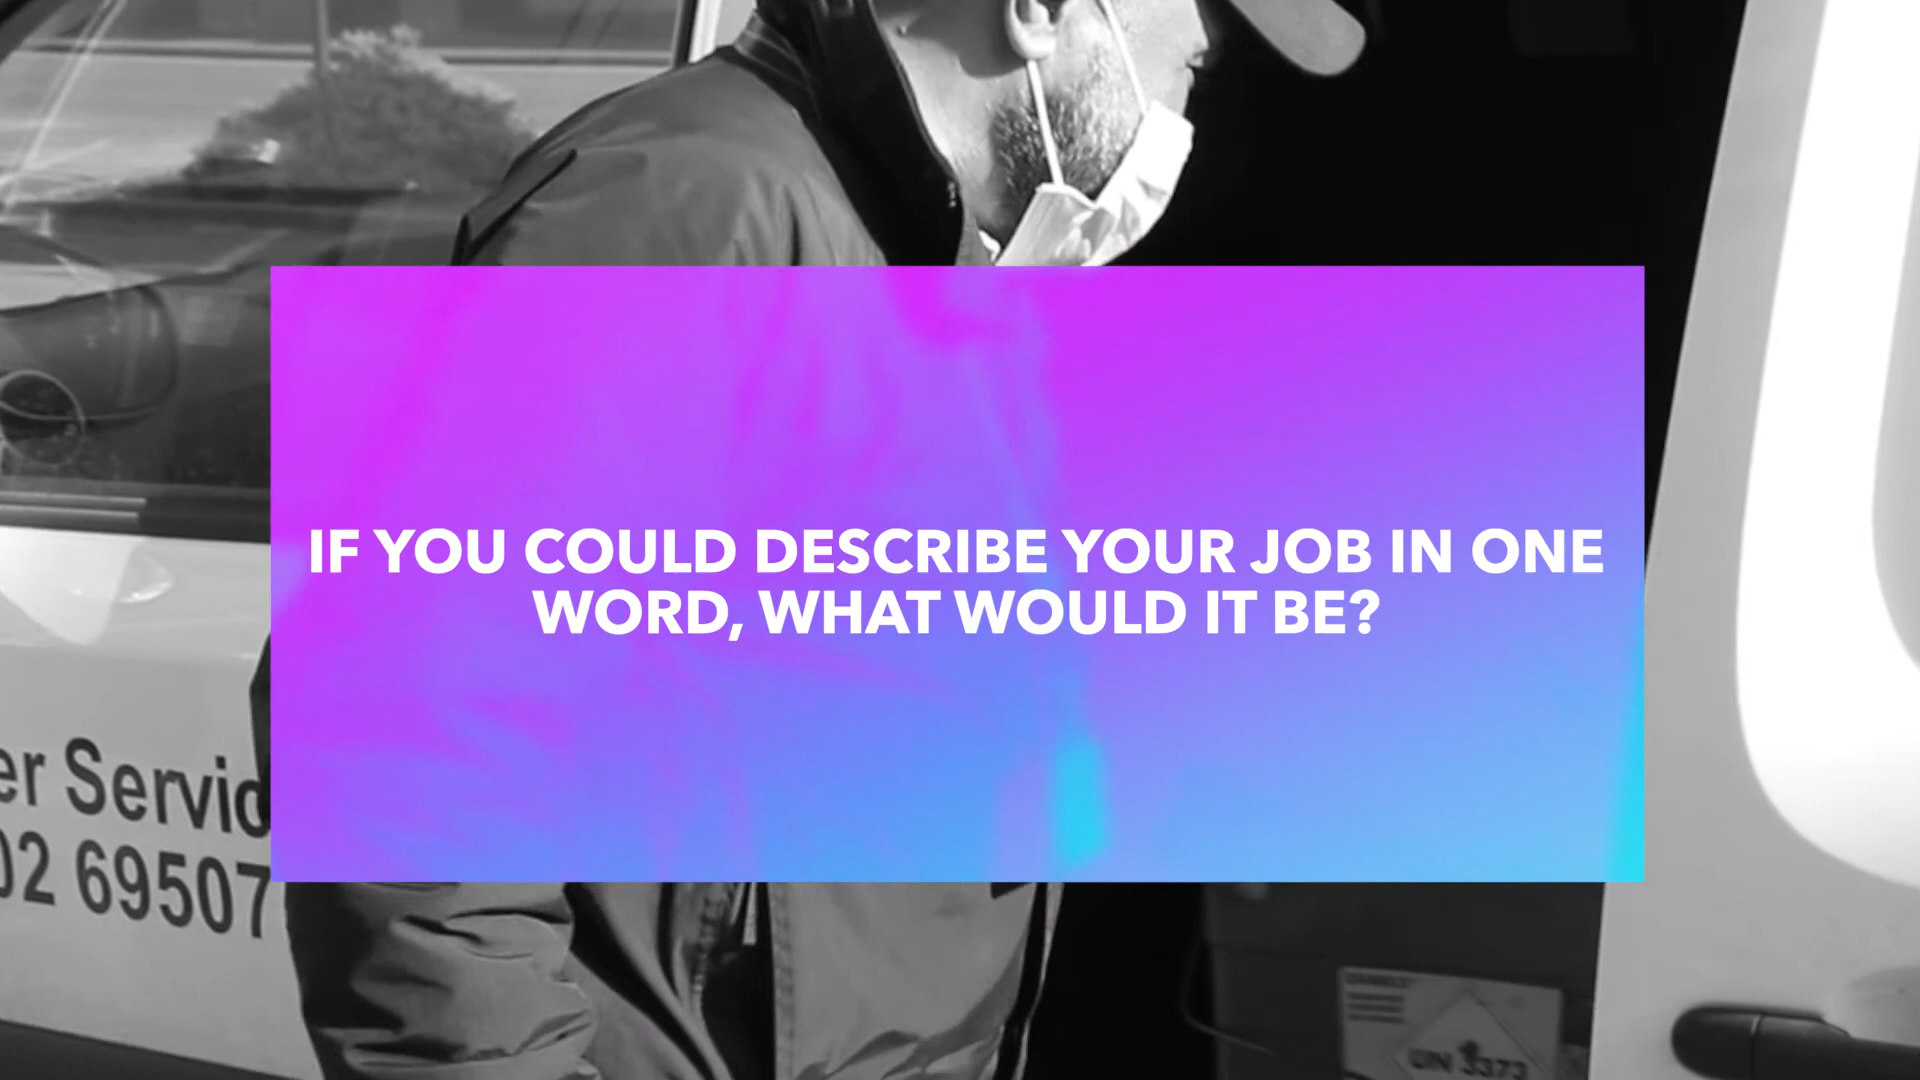 IF YOU COULD DESCRIBE YOUR JOB IN ONE
WORD, WHAT WOULD IT BE?
er Servic
02 69507
UN 3373